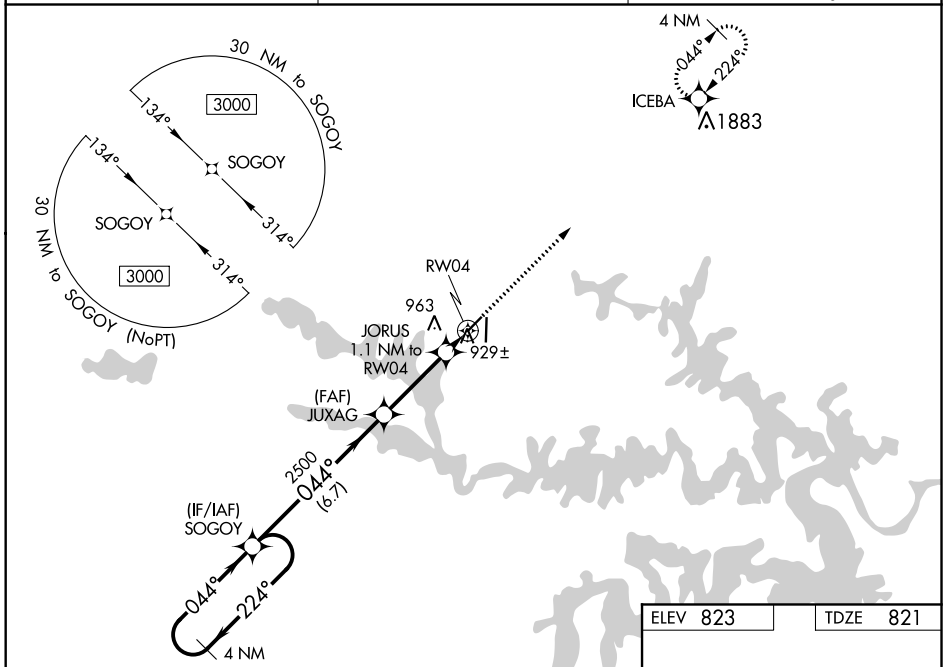 4 NM
044°
224°
ICEBA
1883
30 NM to SOGOY
3000
134°
SOGOY
314°
134°
SOGOY
314°
3000
30 NM to SOGOY (NoPT)
RW04
963
JORUS
1.1 NM to
RW04
929±
(FAF)
JUXAG
2500
044°
(6.7)
(IF/IAF)
SOGOY
044°
224°
4 NM
ELEV 823
TDZE 821